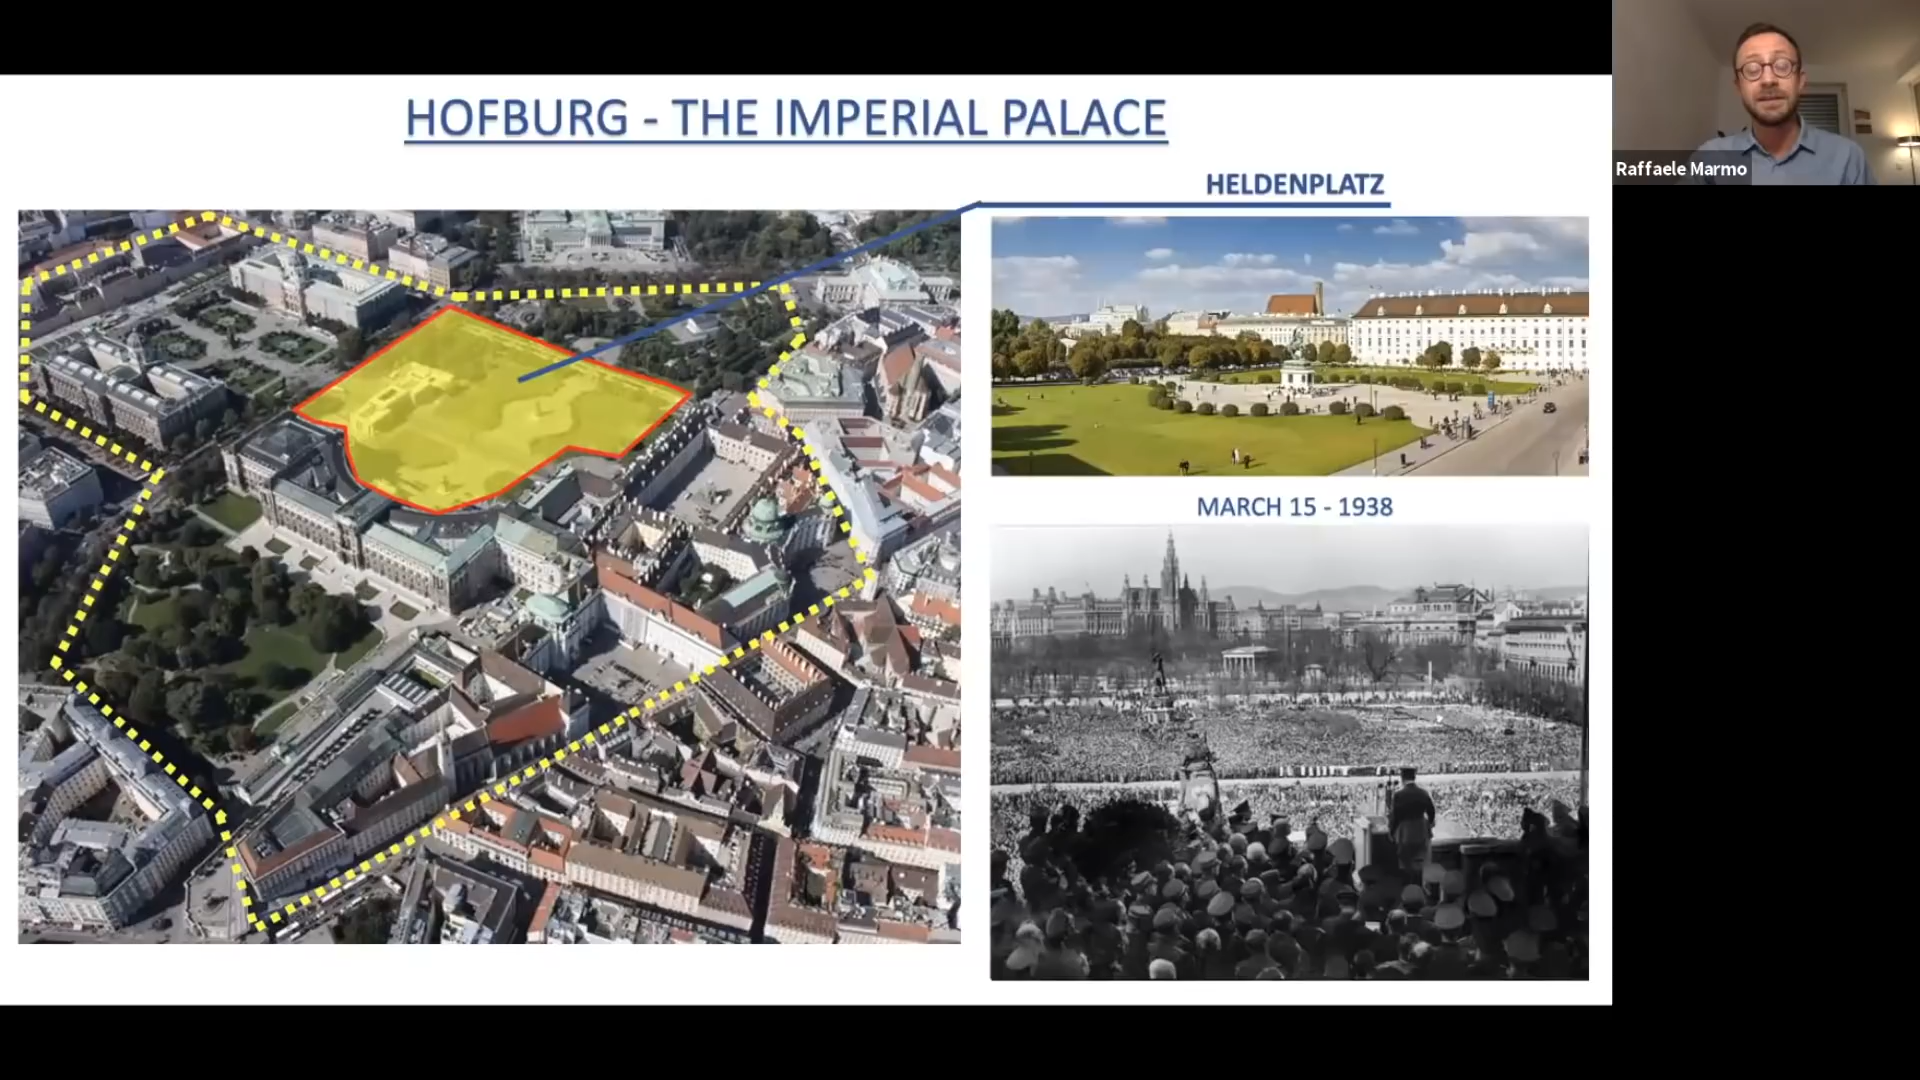 HOFBURG - THE IMPERIAL PALACE
HELDENPLATZ
MARCH 15 - 1938
Raffaele Marmo